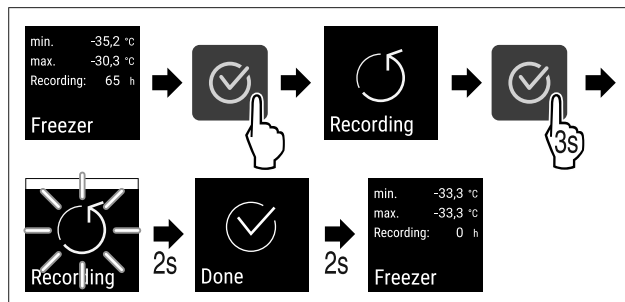 min. -35,2 °C
max. -30,3 °C
Recording: 65 h
Freezer
Recording
3s
Recording
2s
Done
2s
min. -33,3 °C
max. -33,3 °C
Recording: 0 h
Freezer